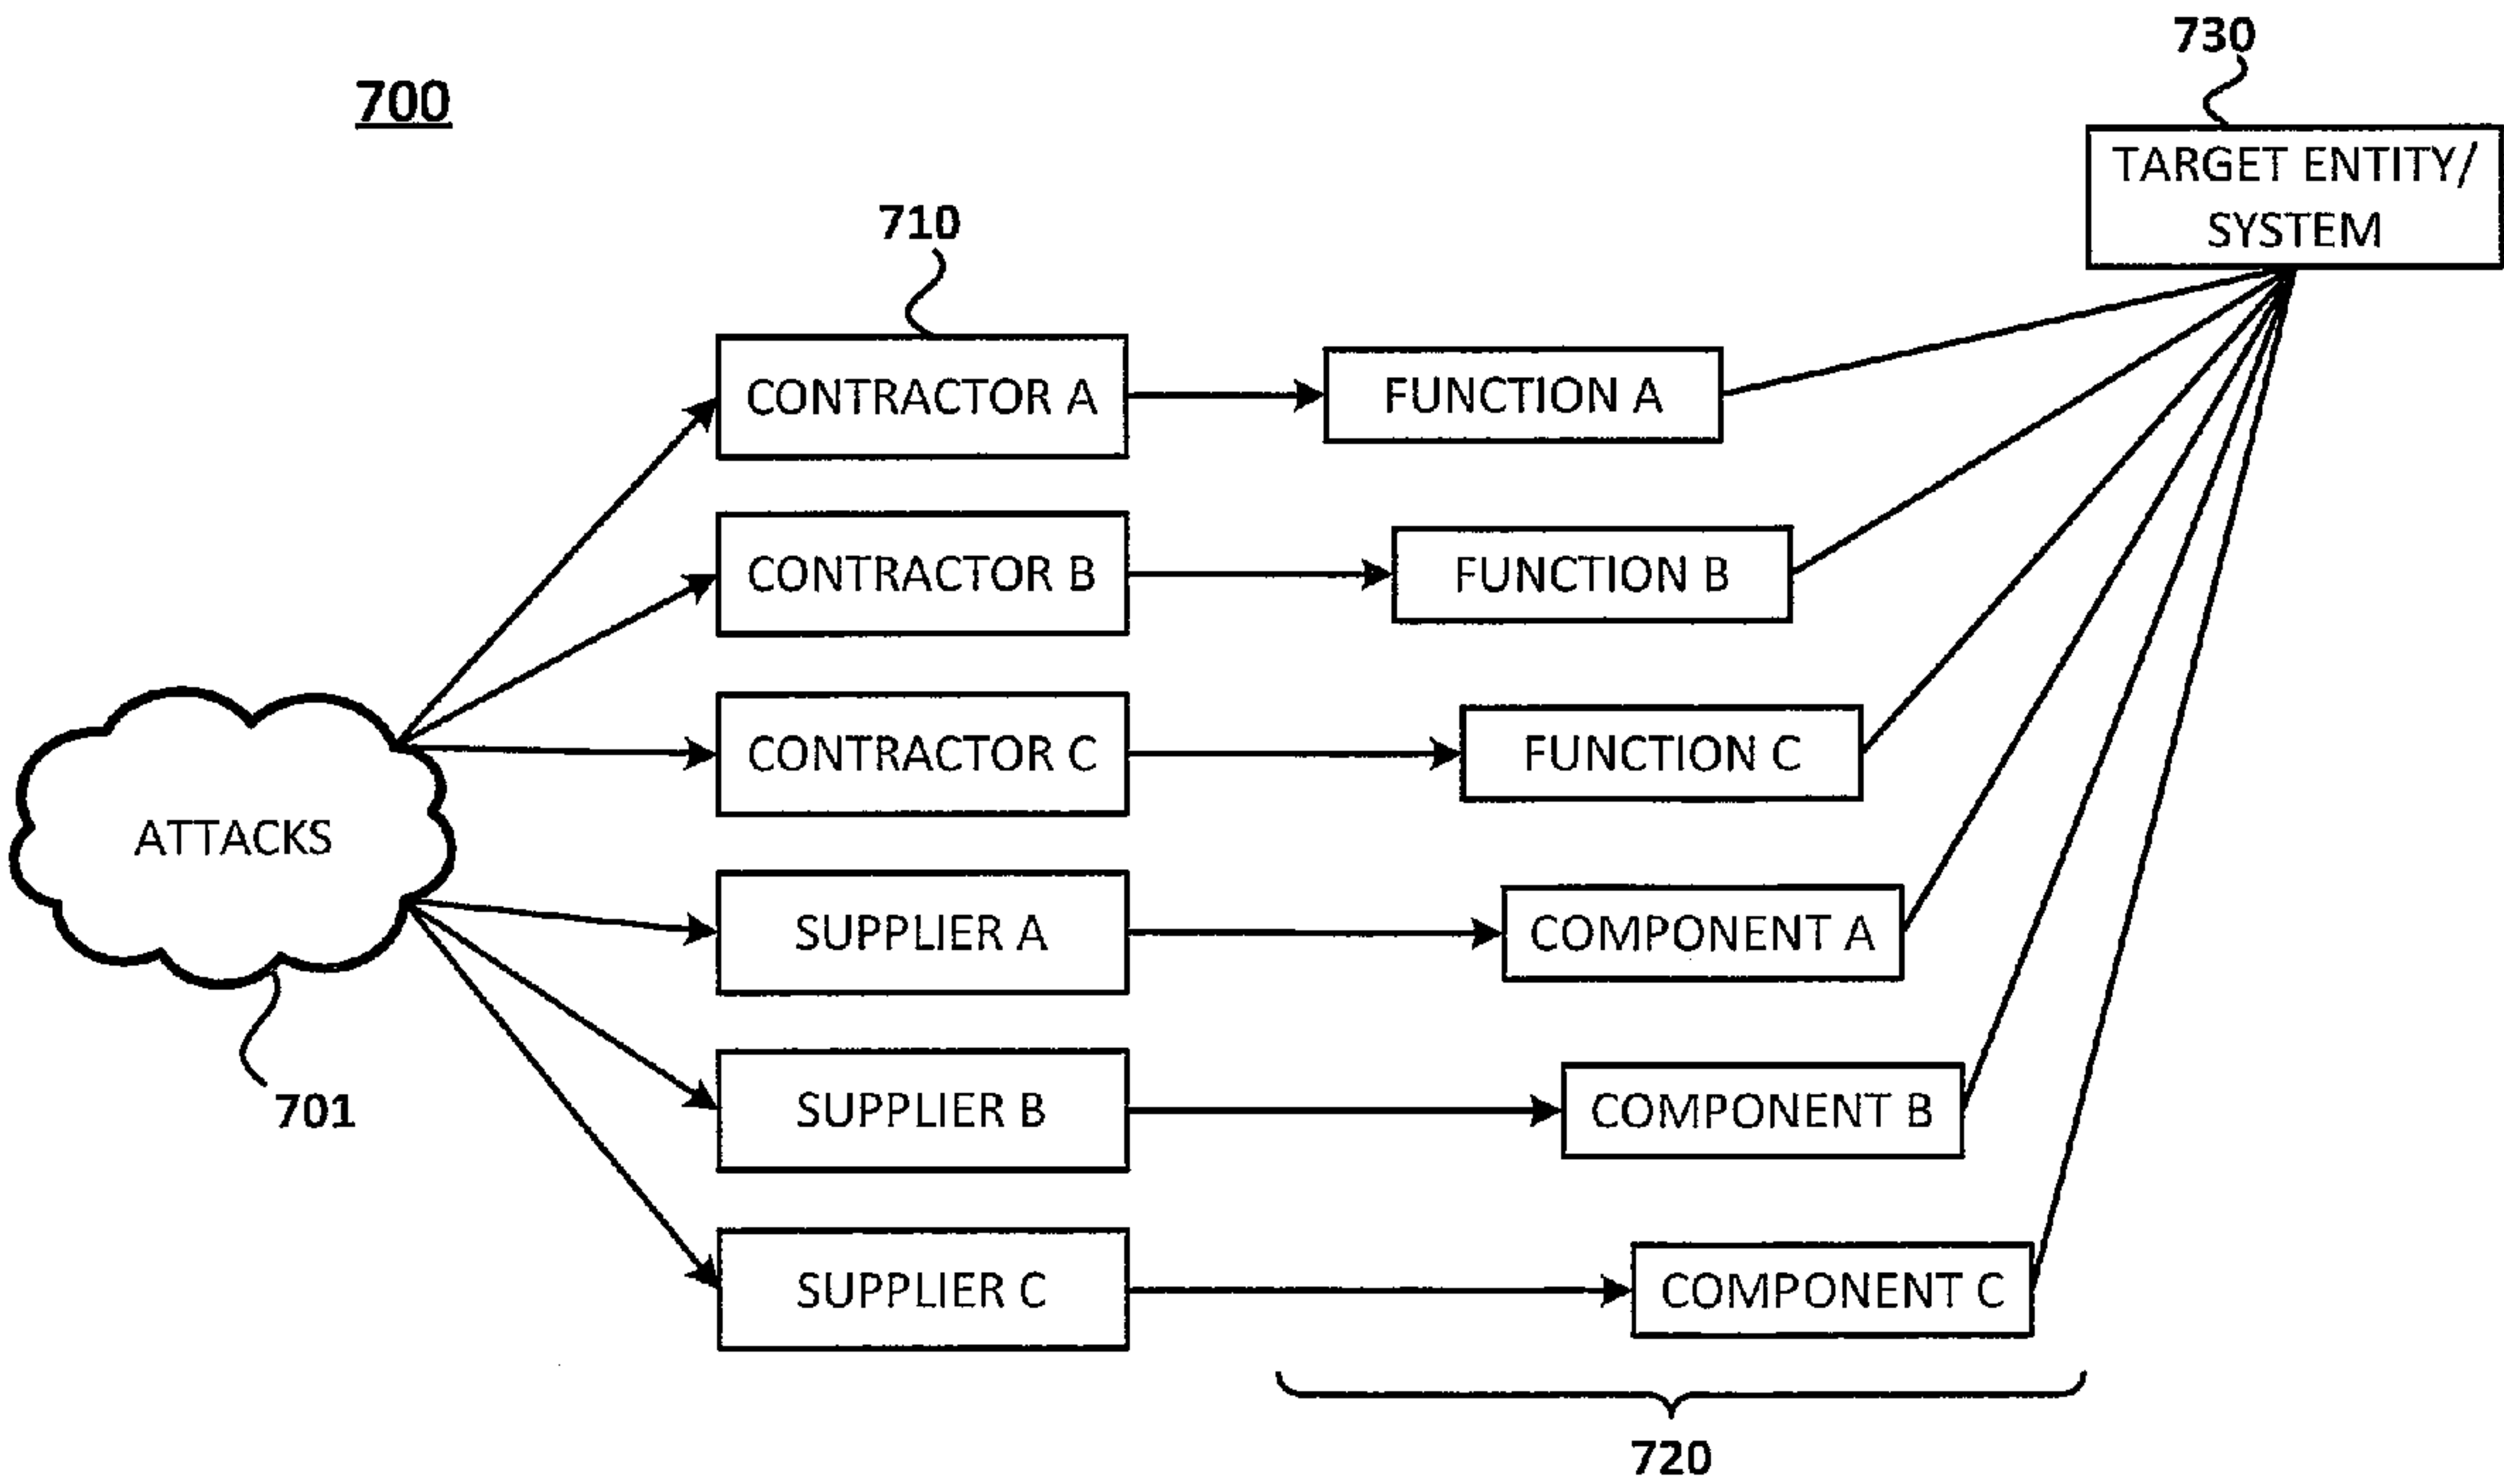 730
700
TARGET ENTITY/
SYSTEM
710
CONTRACTOR A
FUNCTION A
CONTRACTOR B
FUNCTION B
CONTRACTOR C
FUNCTION C
ATTACKS
SUPPLIER A
COMPONENT A
SUPPLIER B
COMPONENT B
701
SUPPLIER C
COMPONENT C
720